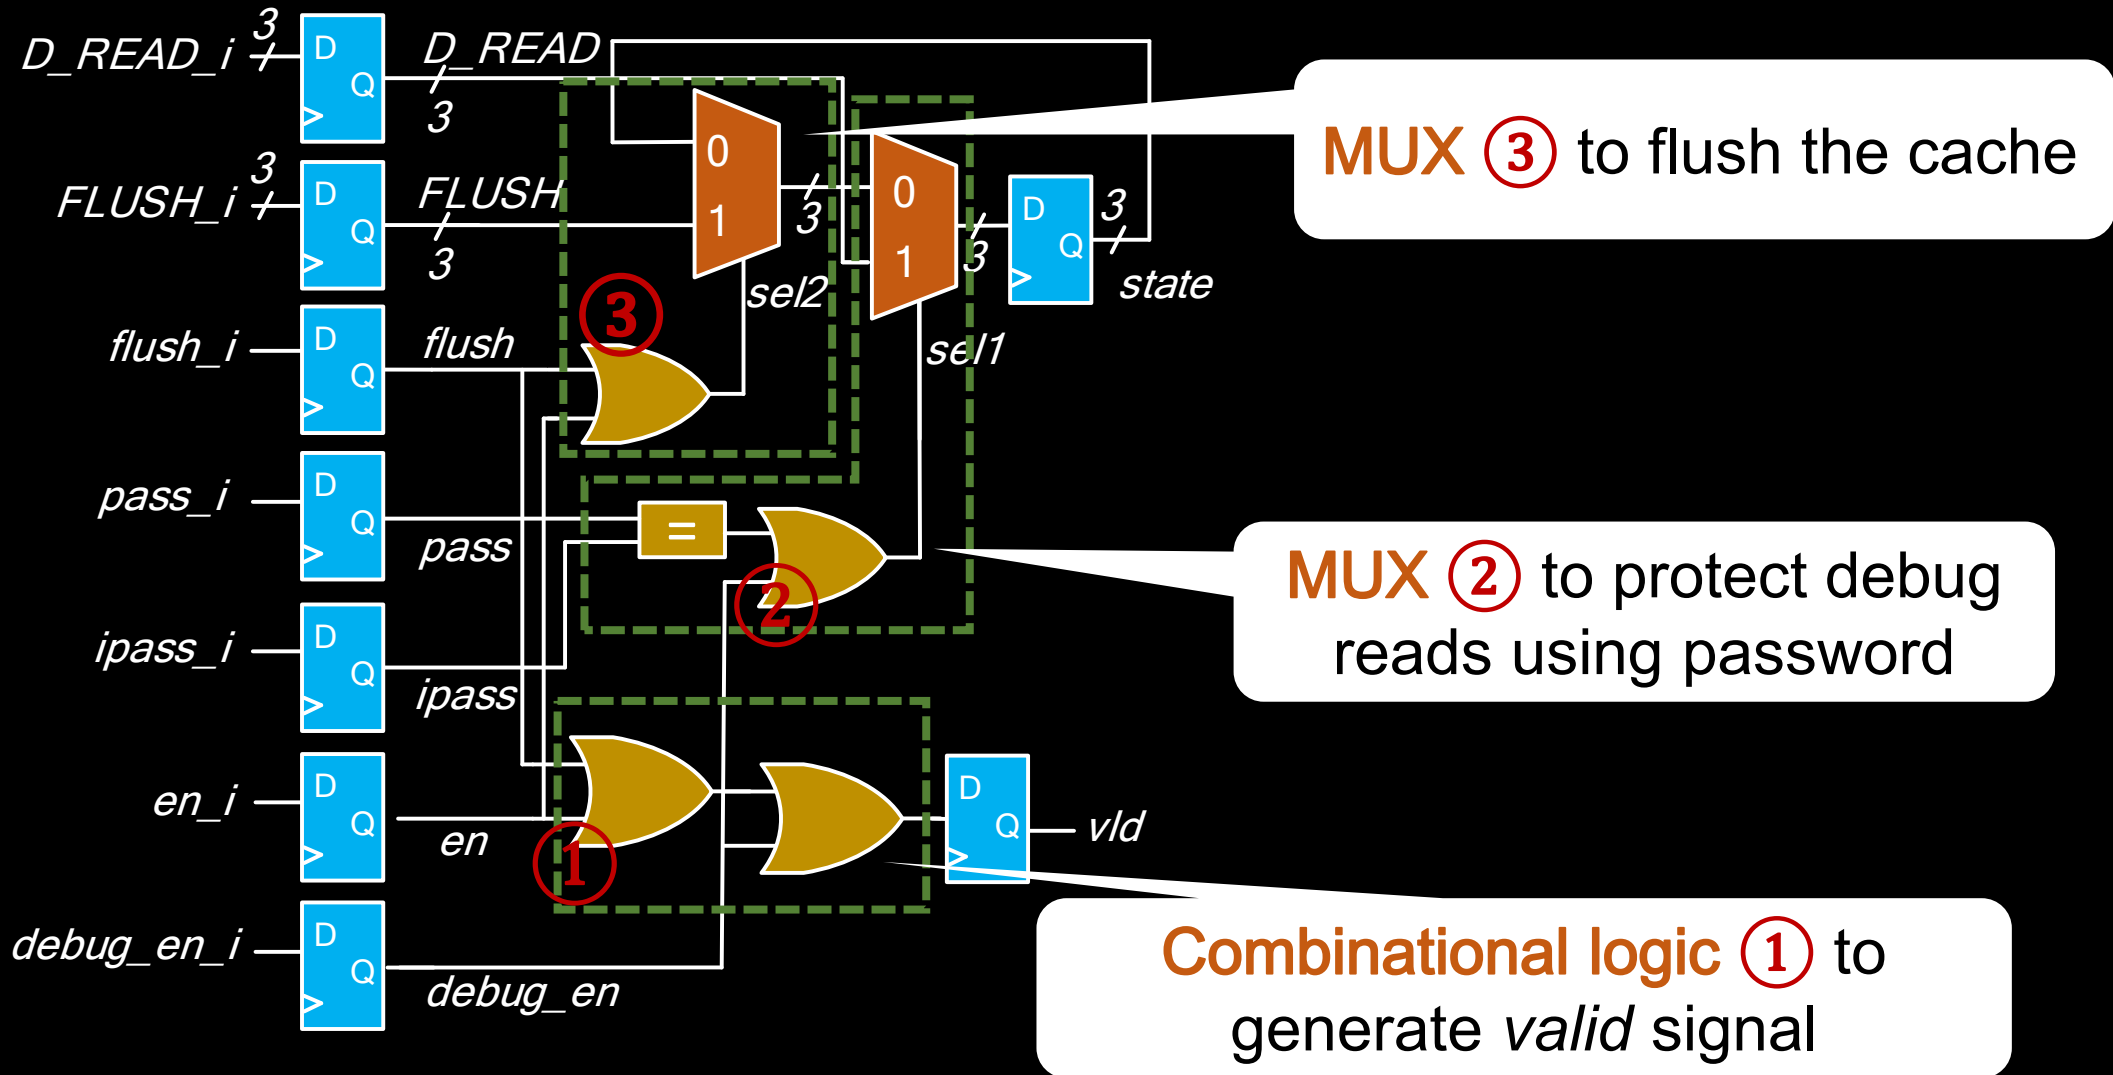 D_READ_i 3 D Q D_READ 3
FLUSH_i 3 D Q FLUSH 3
flush_i D Q flush
pass_i D Q pass
ipass_i D Q ipass
en_i D Q en
debug_en_i D Q debug_en
0
1
3
sel2
③
0
1
3
sel1
D Q 3
state
=
②
①
D Q vld
MUX ③ to flush the cache
MUX ② to protect debug
reads using password
Combinational logic ① to
generate valid signal